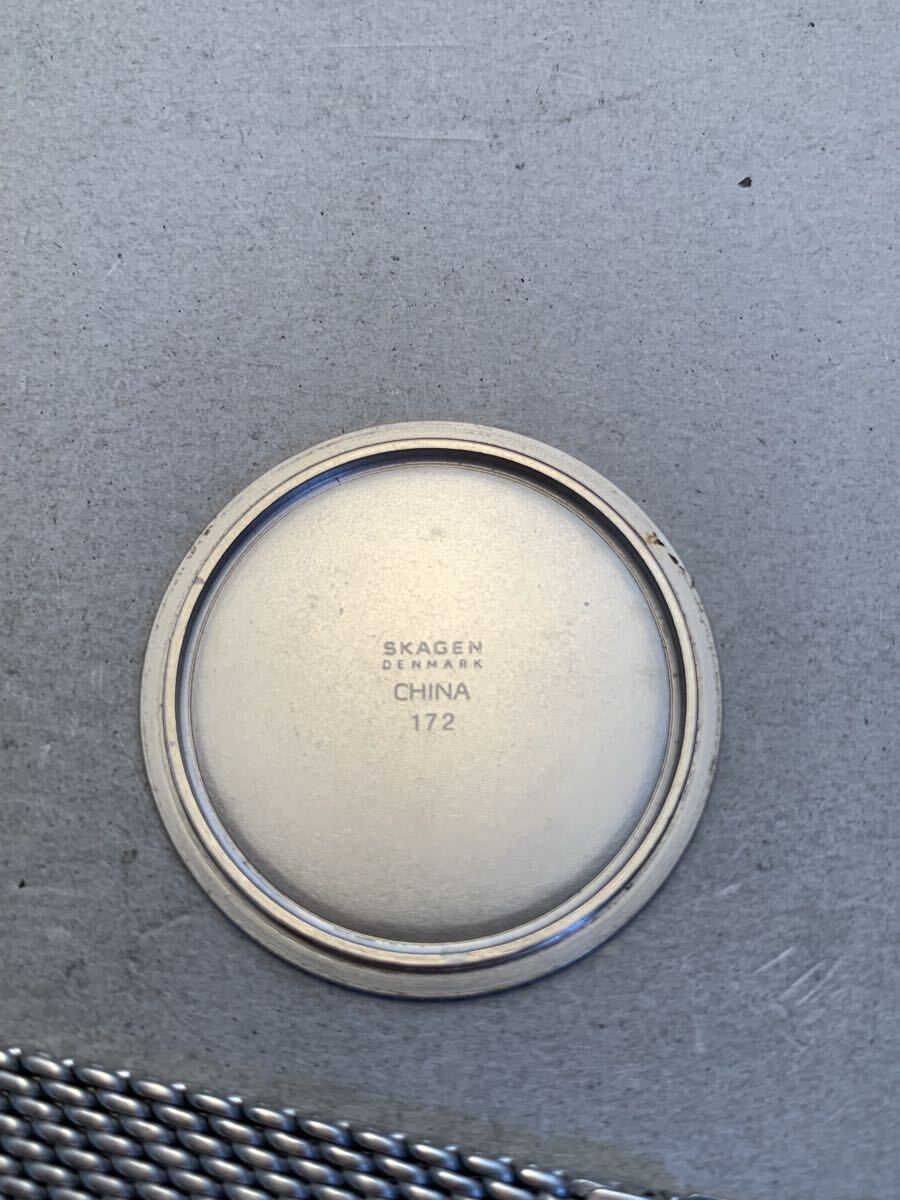 SKAGEN
DENMARK
CHINA
172